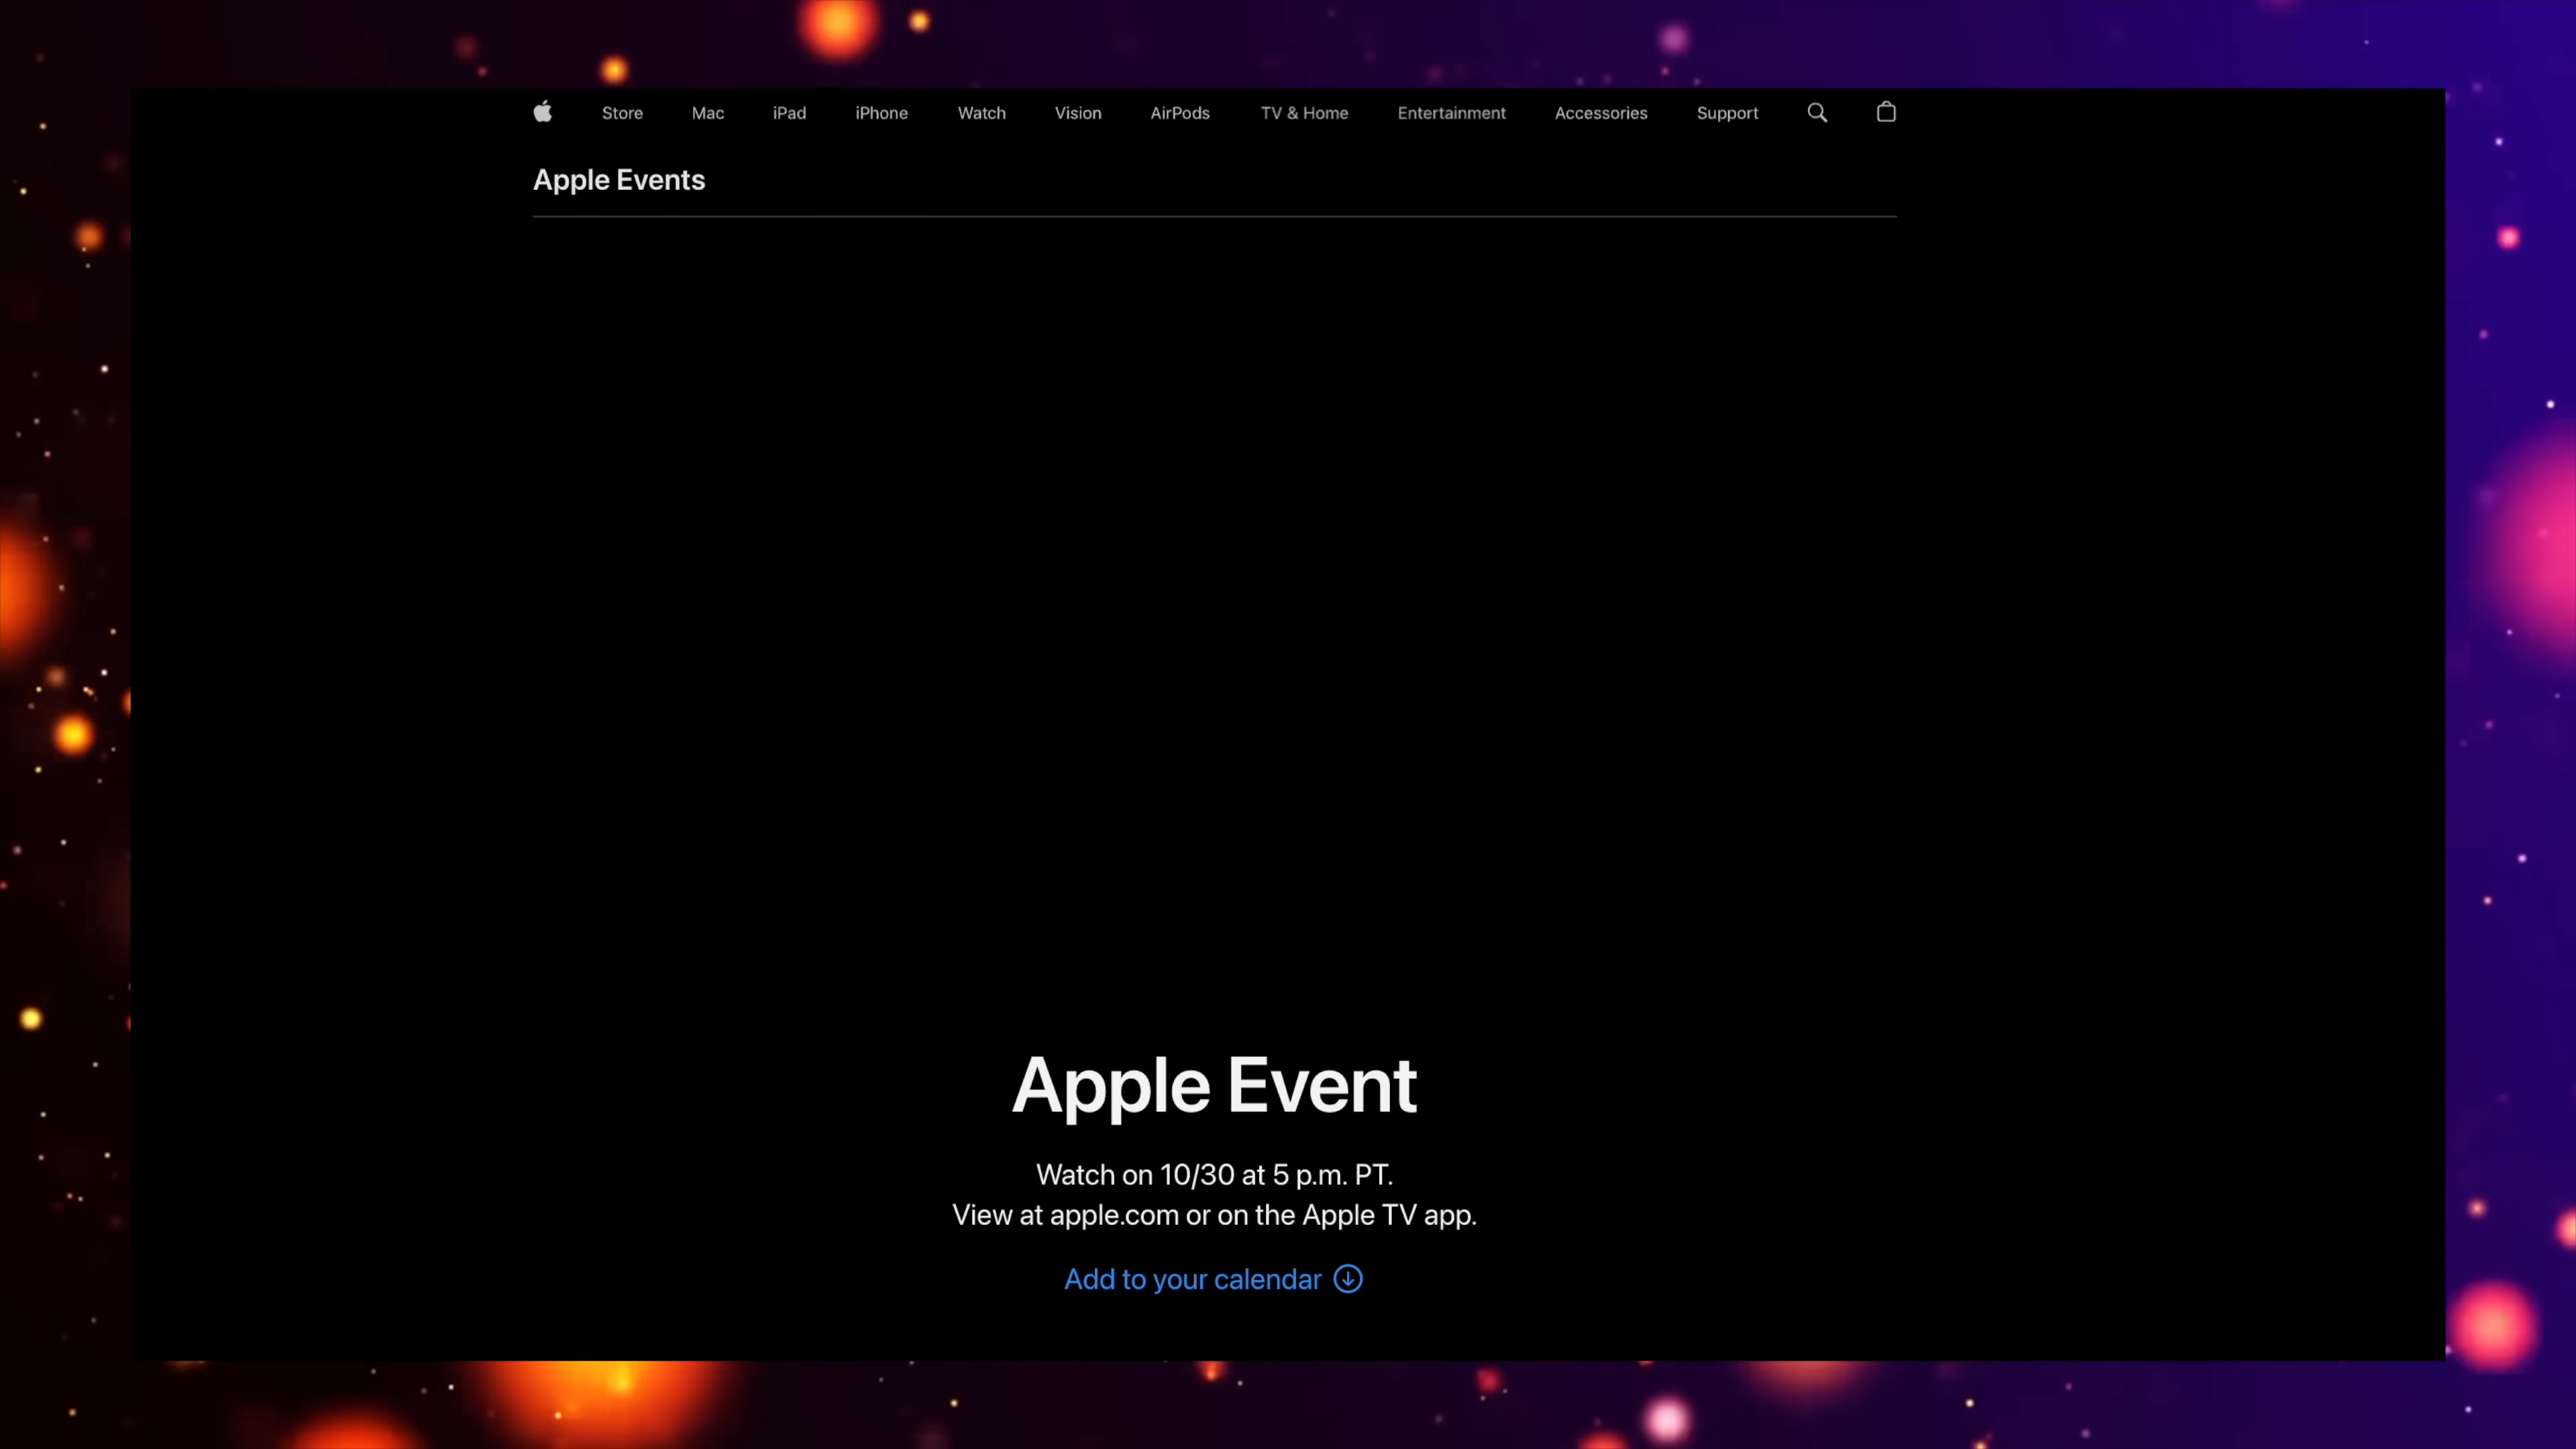 Store Mac iPad iPhone Watch Vision AirPods TV & Home Entertainment Accessories Support
Apple Events
Apple Event
Watch on 10/30 at 5 p.m. PT.
View at apple.com or on the Apple TV app.
Add to your calendar